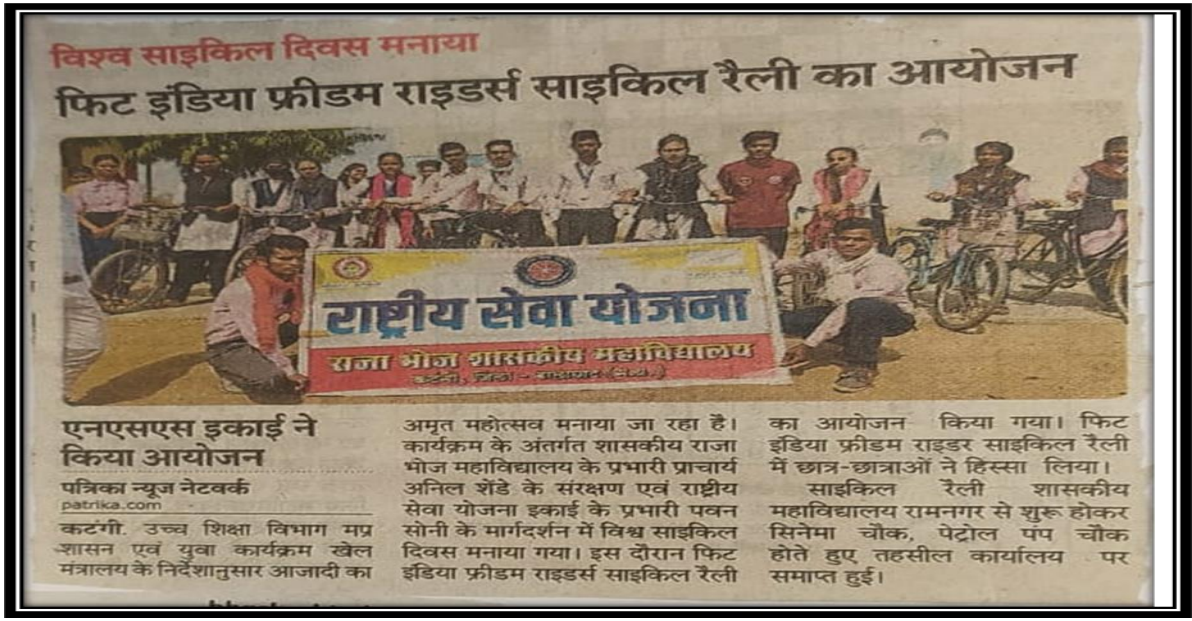 विश्व साइकिल दिवस मनाया
फिट इंडिया फ्रीडम राइडर्स साइकिल रैली का आयोजन
राष्ट्रीय सेवा योजना
राजा भोज शासकीय महाविद्यालय
कटंगी, जिला -
एनएसएस इकाई ने
किया आयोजन
पत्रिका न्यूज नेटवर्क
patrika.com
कटंगी. उच्च शिक्षा विभाग मप्र
शासन एवं युवा कार्यक्रम खेल
मंत्रालय के निर्देशानुसार आजादी का
अमृत महोत्सव मनाया जा रहा है।
कार्यक्रम के अंतर्गत शासकीय राजा
भोज महाविद्यालय के प्रभारी प्राचार्य
अनिल शेंडे के संरक्षण एवं राष्ट्रीय
सेवा योजना इकाई के प्रभारी पवन
सोनी के मार्गदर्शन में विश्व साइकिल
दिवस मनाया गया। इस दौरान फिट
इंडिया फ्रीडम राइडर्स साइकिल रैली
का आयोजन किया गया। फिट
इंडिया फ्रीडम राइडर साइकिल रैली
में छात्र-छात्राओं ने हिस्सा लिया।
साइकिल रैली शासकीय
महाविद्यालय रामनगर से शुरू होकर
सिनेमा चौक, पेट्रोल पंप चौक
होते हुए तहसील कार्यालय पर
समाप्त हुई।